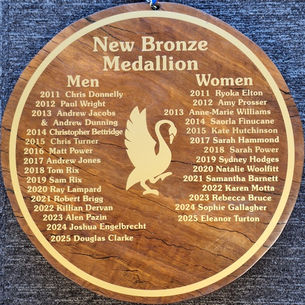 New Bronze
Medallion
Men
2011 Chris Donnelly
2012 Paul Wright
2013 Andrew Jacobs
& Andrew Dunning
2014 Christopher Bettridge
2015 Chris Turner
2016 Matt Power
2017 Andrew Jones
2018 Tom Rix
2019 Sam Rix
2020 Ray Lampard
2021 Robert Brigg
2022 Killian Dervan
2023 Alen Pazin
2024 Joshua Engelbrecht
2025 Douglas Clarke
Women
2011 Ryoka Elton
2012 Amy Prosser
2013 Anne-Marie Williams
2014 Saeria Finucane
2015 Kate Hutchinson
2017 Sarah Hammond
2018 Sarah Power
2019 Sydney Hodges
2020 Natalie Woolfitt
2021 Samantha Barnett
2022 Karen Motta
2023 Rebecca Bruce
2024 Sophie Gallagher
2025 Eleanor Turton